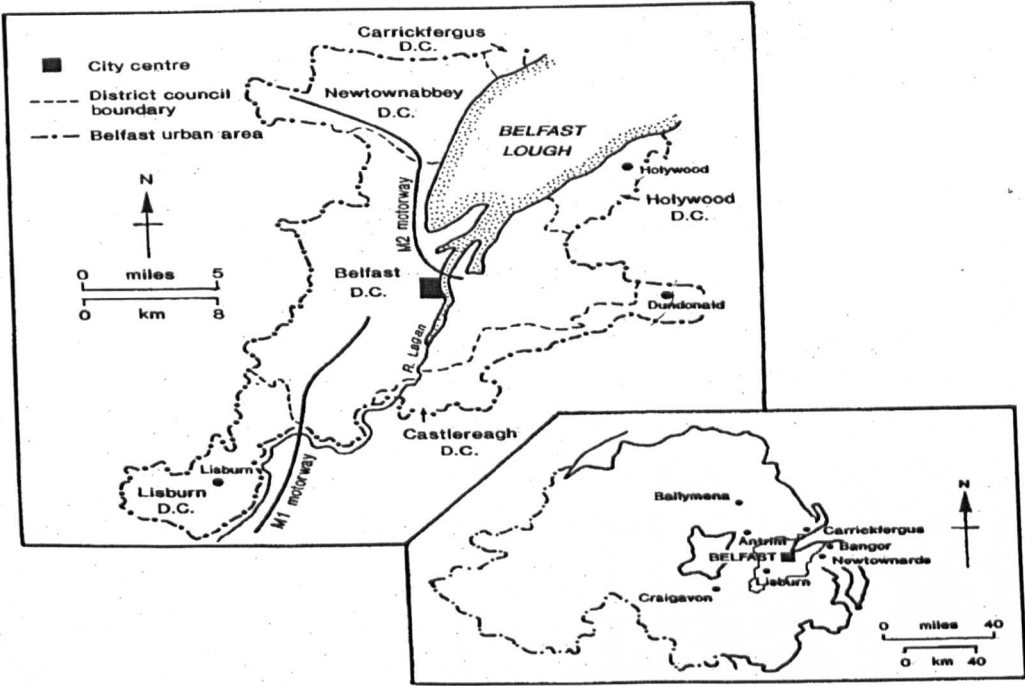 Carrickfergus
D.C.
City centre
District council
boundary
Belfast urban area
Newtownabbey
D.C.
BELFAST
LOUGH
Holywood
Holywood
D.C.
N
M2 motorway
0 miles 5
0 km 8
Belfast
D.C.
Dundonald
R. Lagan
Castlereagh
D.C.
Lisburn
Lisburn
D.C.
M1 motorway
Ballymena
N
Carrickfergus
Antrim
BELFAST
Bangor
Newtownards
Lisburn
Craigavon
0 miles 40
0 km 40